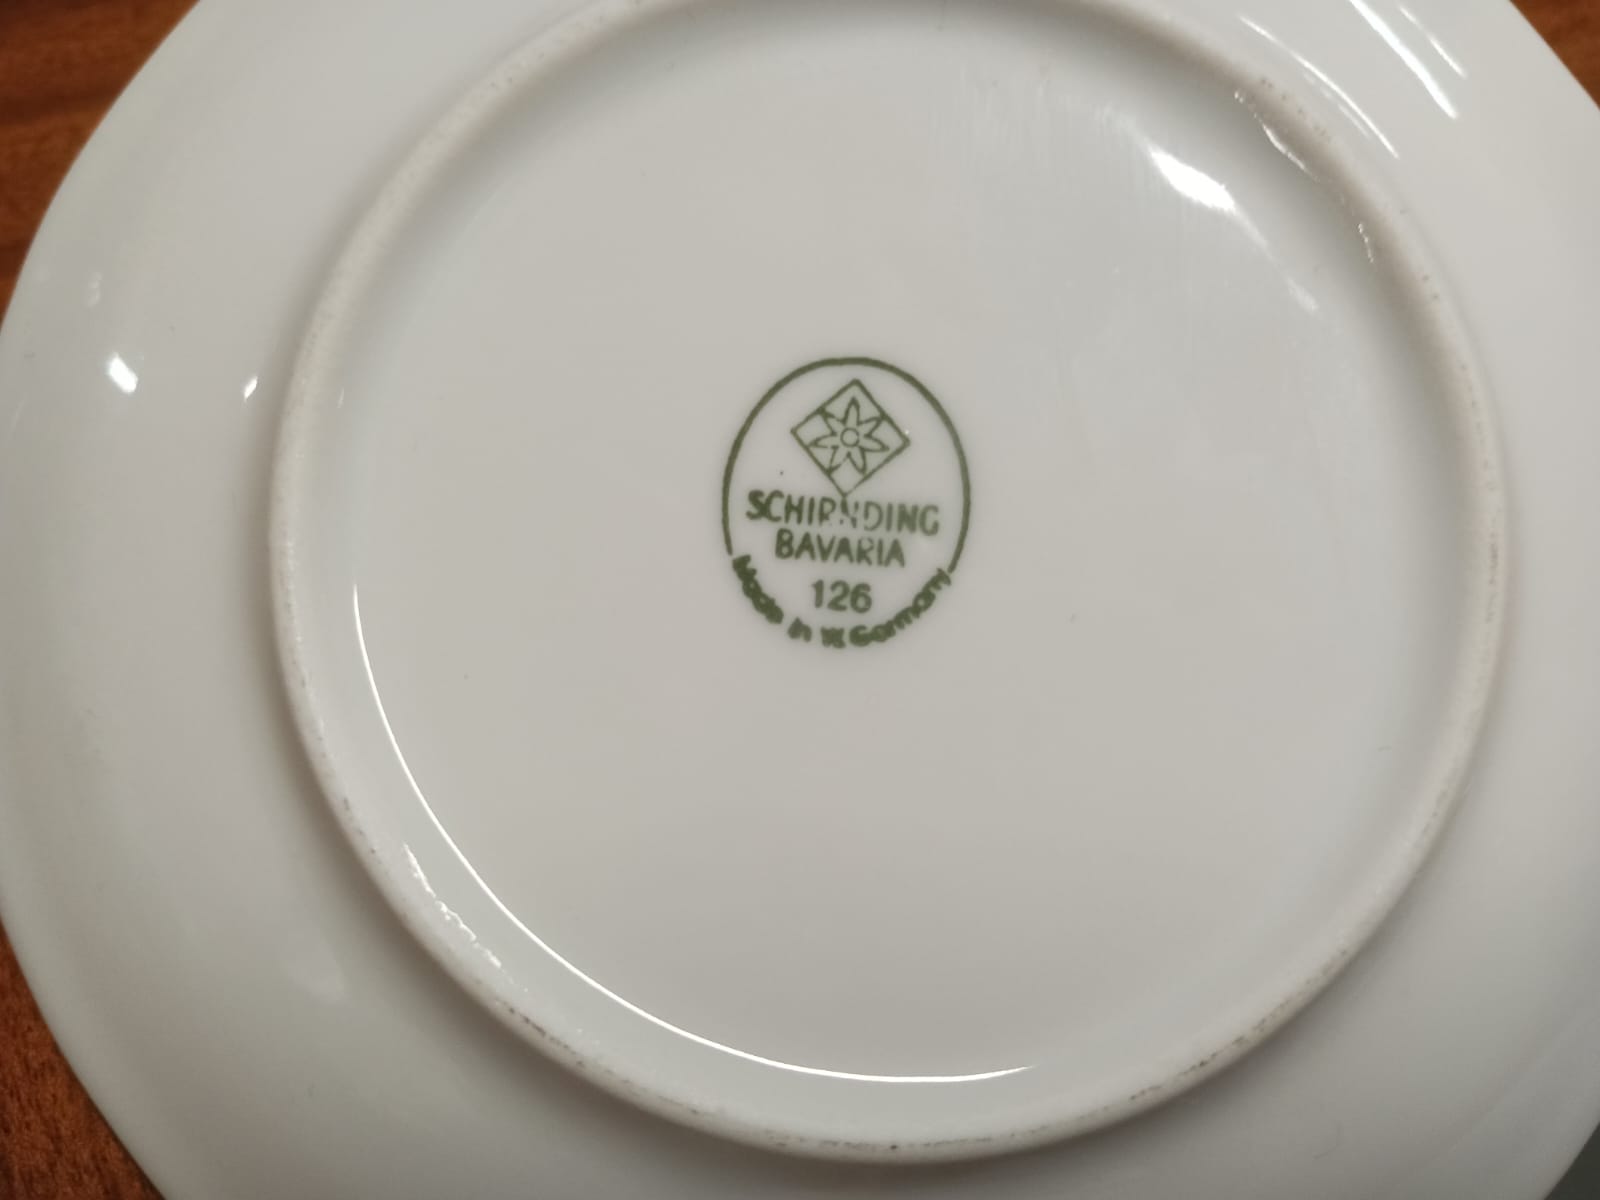 SCHIRNDING
BAVARIA
126
Made in W. Germany